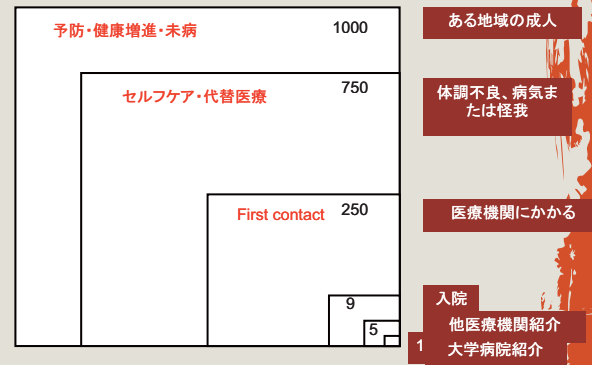 予防・健康増進・未病
1000
ある地域の成人
セルフケア・代替医療
750
体調不良、病気ま
たは怪我
First contact
250
医療機関にかかる
9
入院
5
他医療機関紹介
1
大学病院紹介